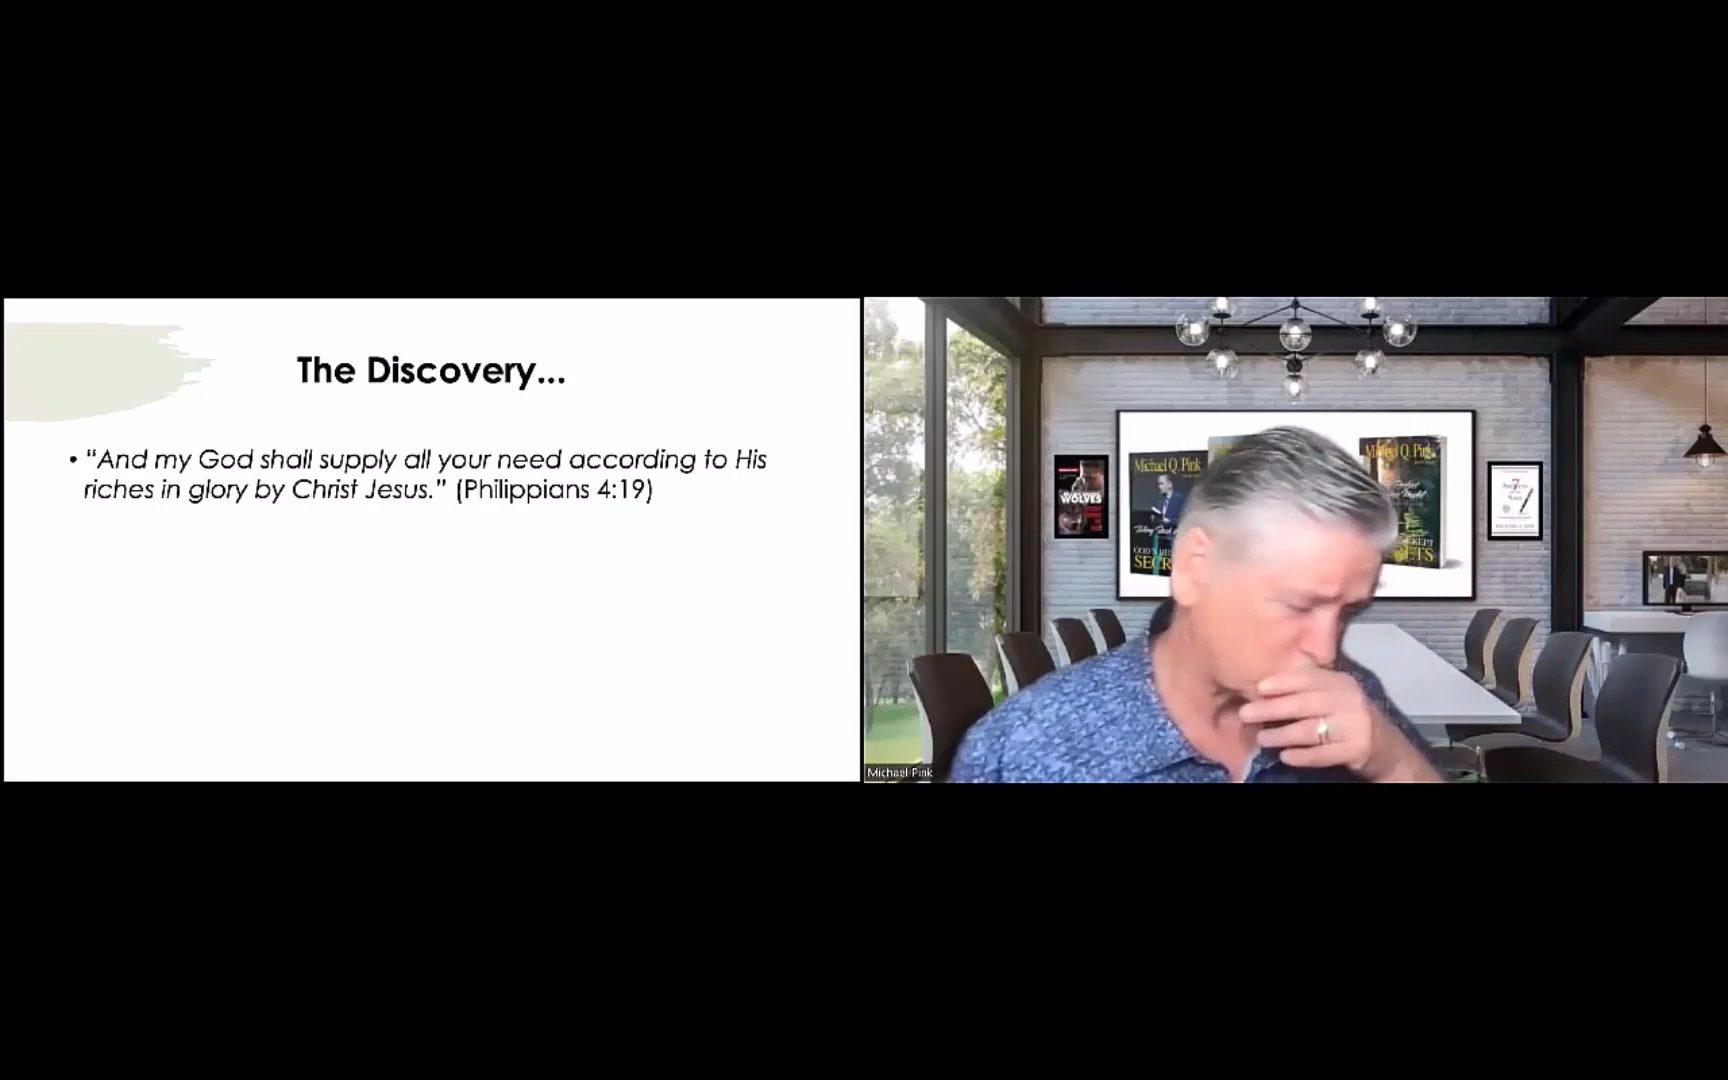 The Discovery...
• “And my God shall supply all your need according to His
riches in glory by Christ Jesus.” (Philippians 4:19)
Michael Q. Pink
Michael Q. Pink
WOLVES
7
Michael Pink